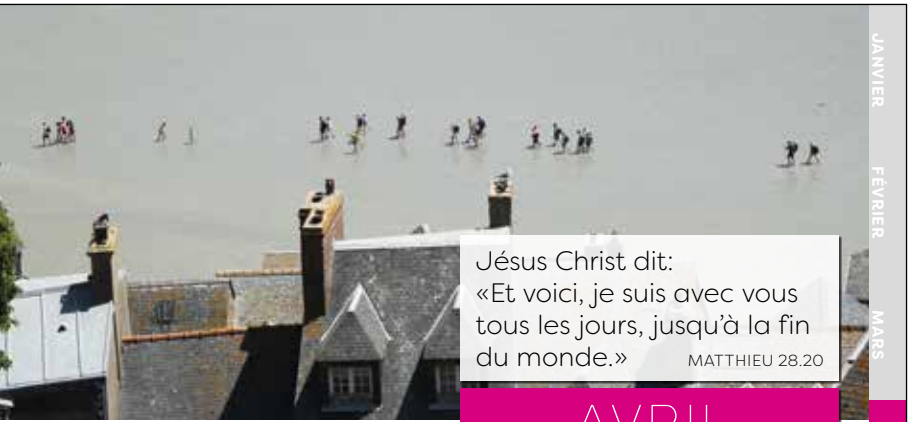 Jésus Christ dit:
«Et voici, je suis avec vous
tous les jours, jusqu’à la fin
du monde.» MATTHIEU 28.20
AVRIL
JANVIER
FÉVRIER
MARS